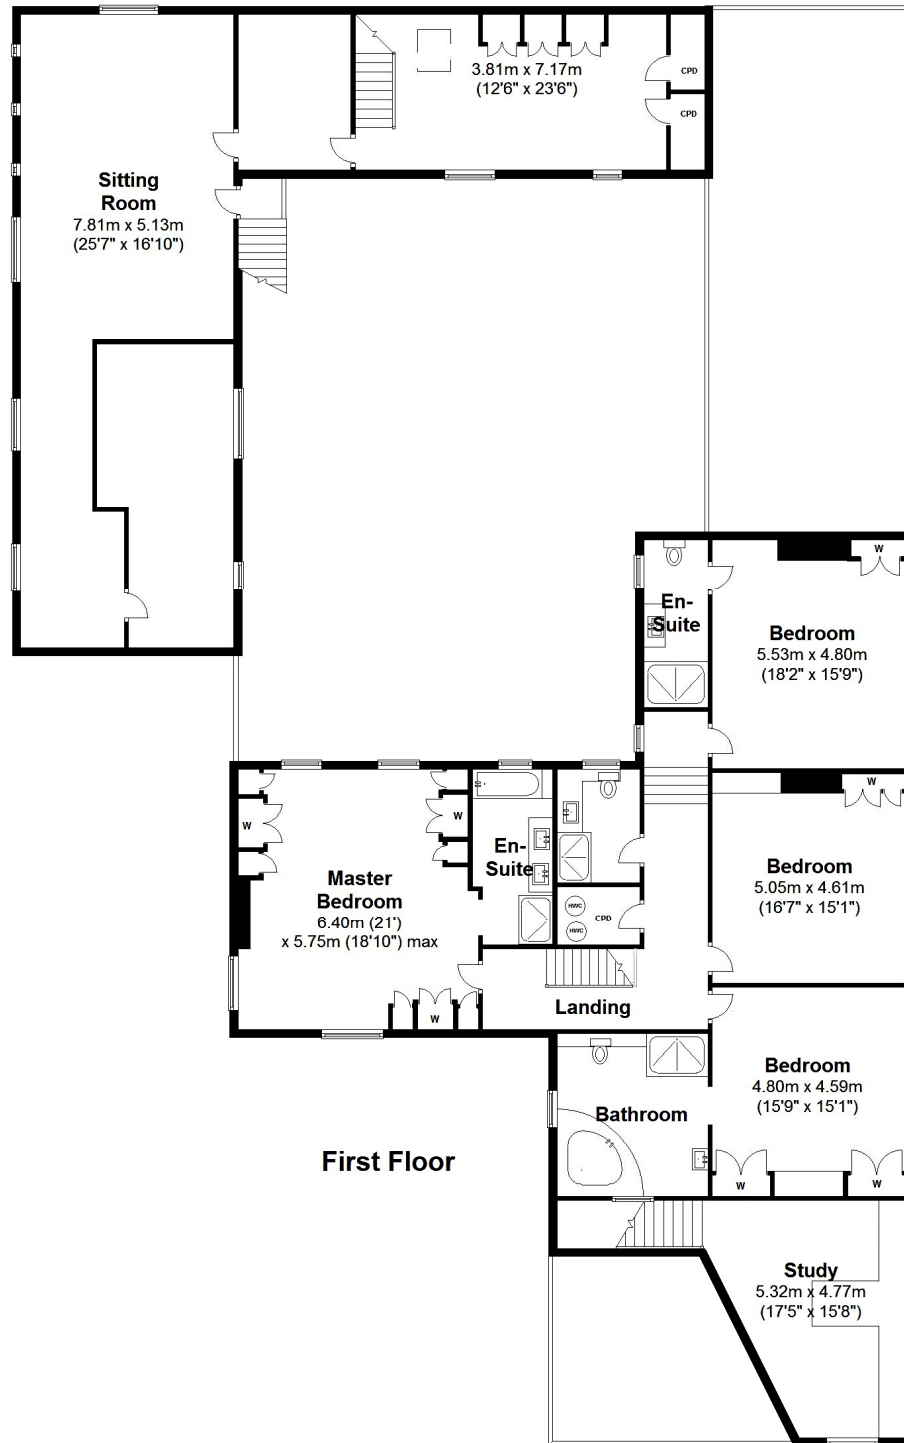 3.81m x 7.17m
(12'6" x 23'6")
CPD
CPD
Sitting
Room
7.81m x 5.13m
(25'7" x 16'10")
W
En-
Suite
Bedroom
5.53m x 4.80m
(18'2" x 15'9")
W
W
W
En-
Suite
Master
Bedroom
6.40m (21')
x 5.75m (18'10") max
HWC
HWC
CPD
Bedroom
5.05m x 4.61m
(16'7" x 15'1")
W
Landing
Bedroom
4.80m x 4.59m
(15'9" x 15'1")
Bathroom
First Floor
W
W
Study
5.32m x 4.77m
(17'5" x 15'8")